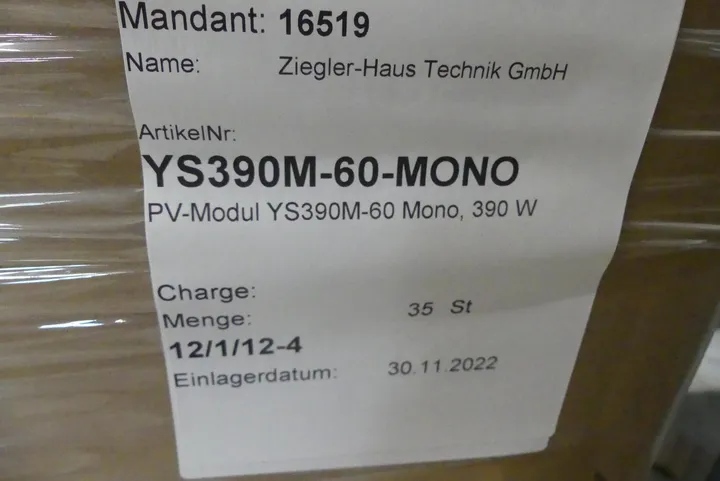 Mandant: 16519
Name: Ziegler-Haus Technik GmbH
ArtikelNr:
YS390M-60-MONO
PV-Modul YS390M-60 Mono, 390 W
Charge:
Menge: 35 St
12/1/12-4
Einlagerdatum: 30.11.2022